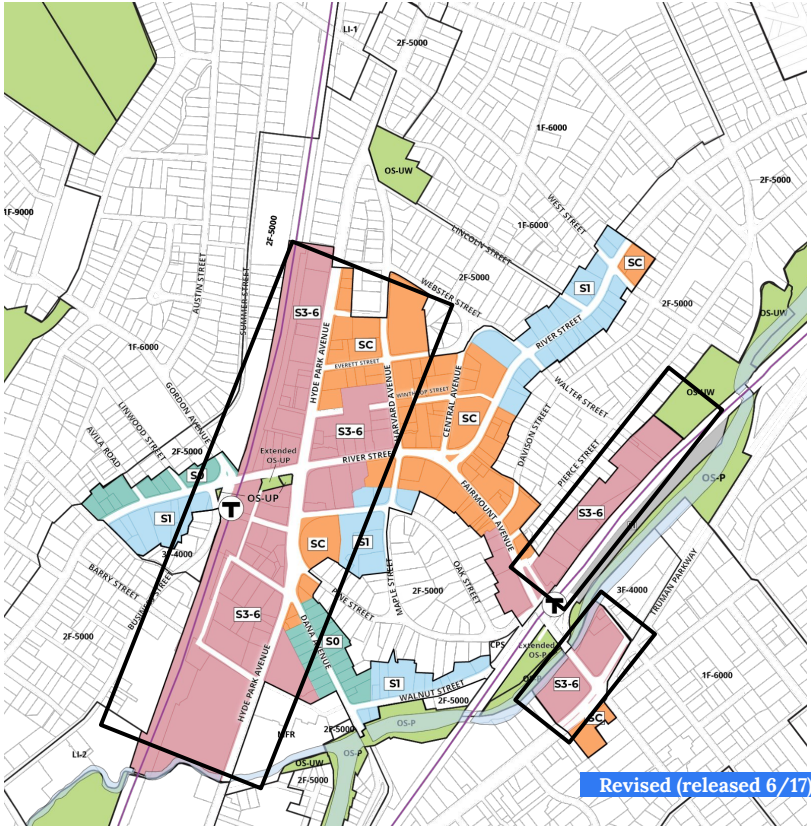 LI-1
2F-5000
1F-6000
OS-UW
2F-5000
1F-9000
WEST STREET
1F-6000
2F-5000
LINCOLN STREET
SC
2F-5000
AUSTIN STREET
SUMMER STREET
WEBSTER STREET
S1
2F-5000
S3-6
OS-UW
HYDE PARK AVENUE
RIVER STREET
1F-6000
SC
EVERETT STREET
HARVARD AVENUE
WINTHROP STREET
CENTRAL AVENUE
WALTER STREET
OS-UW
GORDON AVENUE
LINWOOD STREET
AVILA ROAD
SC
DAVISON STREET
S3-6
2F-5000
Extended
OS-UP
RIVER STREET
PIERCE STREET
S0
OS-UP
OS-P
T
S1
FAIRMOUNT AVENUE
S3-6
SC
S1
3F-4000
BARRY STREET
BUSINESS STREET
OAK STREET
2F-5000
MAPLE STREET
PINE STREET
3F-4000
TRUMAN PARKWAY
T
S3-6
DANA AVENUE
2F-5000
S0
CPS
Extended
OS-P
1F-6000
S1
S3-6
WALNUT STREET
HYDE PARK AVENUE
2F-5000
SC
OS-P
2F-5000
MFR
LI-2
OS-P
OS-UW
2F-5000
Revised (released 6/17)